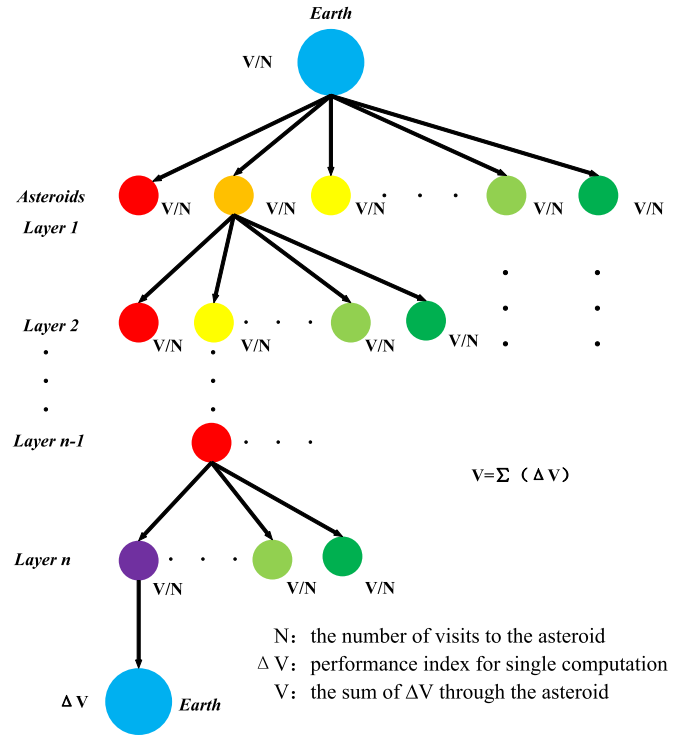 Earth
V/N
Asteroids
V/N V/N V/N V/N V/N
Layer 1
Layer 2
V/N V/N V/N V/N
Layer n-1
V=Σ（ΔV）
Layer n
V/N V/N V/N
N：the number of visits to the asteroid
ΔV：performance index for single computation
V：the sum of ΔV through the asteroid
ΔV Earth